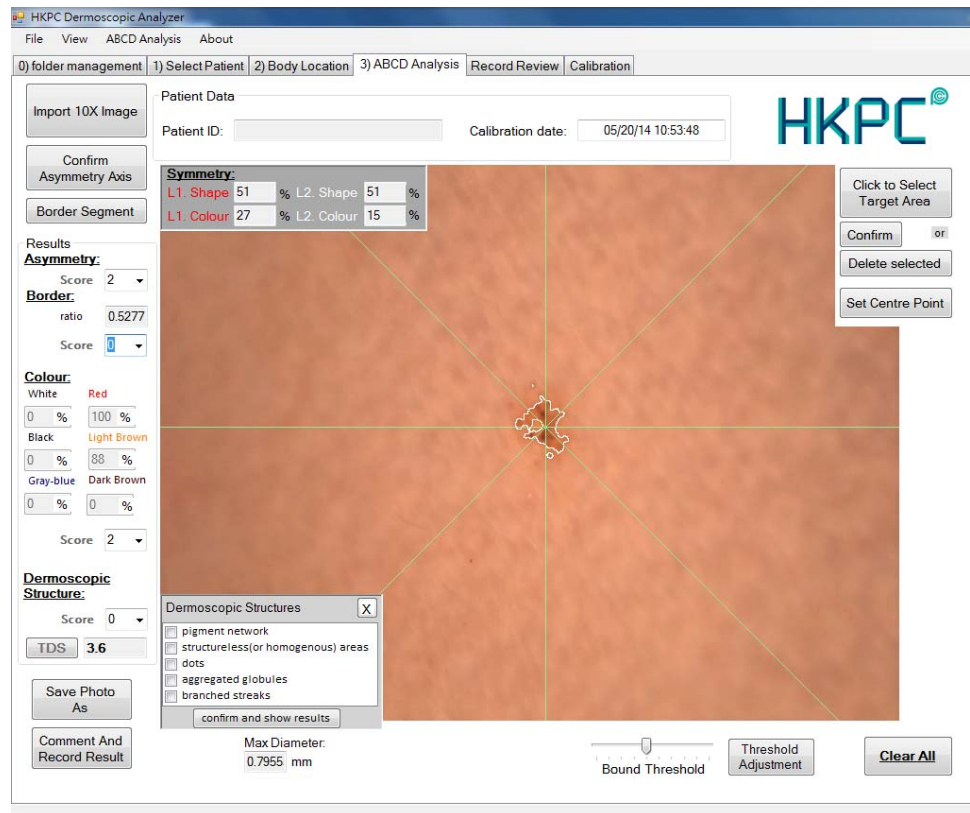 HKPC Dermoscopic Analyzer
File View ABCD Analysis About
0) folder management 1) Select Patient 2) Body Location 3) ABCD Analysis Record Review Calibration
Import 10X Image
Patient Data
Patient ID: Calibration date: 05/20/14 10:53:48
HKPC®
Confirm Asymmetry Axis
Border Segment
Symmetry:
L1. Shape 51 % L2. Shape 51 %
L1. Colour 27 % L2. Colour 15 %
Click to Select
Target Area
Confirm or
Delete selected
Set Centre Point
Results
Asymmetry:
Score 2
Border:
ratio 0.5277
Score 0
Colour:
White Red
0 % 100 %
Black Light Brown
0 % 88 %
Gray-blue Dark Brown
0 % 0 %
Score 2
Dermoscopic
Structure:
Score 0
TDS 3.6
Dermoscopic Structures X
pigment network
structureless(or homogenous) areas
dots
aggregated globules
branched streaks
confirm and show results
Save Photo
As
Comment And
Record Result
Max Diameter:
0.7955 mm
Bound Threshold
Threshold
Adjustment
Clear All